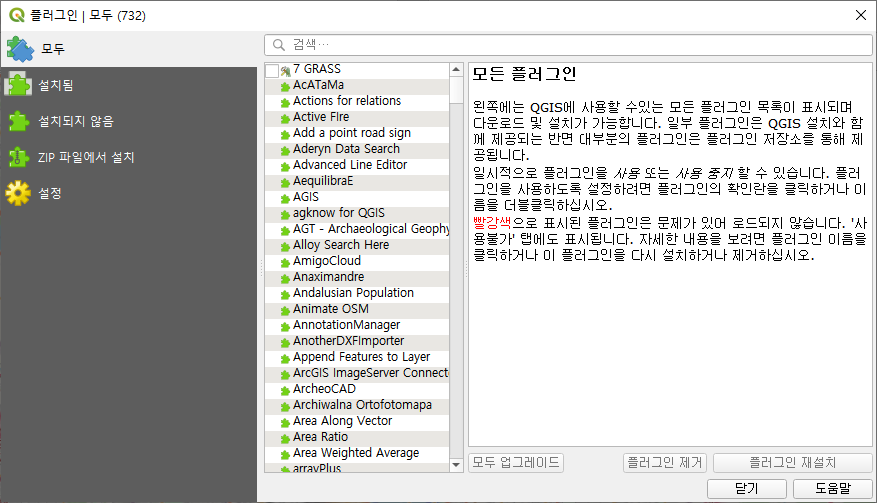 플러그인 | 모두 (732)
모두
설치됨
설치되지 않음
ZIP 파일에서 설치
설정
검색…
7 GRASS
AcATaMa
Actions for relations
Active Fire
Add a point road sign
Aderyn Data Search
Advanced Line Editor
AequilibraE
AGIS
agknow for QGIS
AGT - Archaeological Geophy
Alloy Search Here
AmigoCloud
Anaximandre
Andalusian Population
Animate OSM
AnnotationManager
AnotherDXFImporter
Append Features to Layer
ArcGIS ImageServer Connect
ArcheoCAD
Archiwalna Ortofotomapa
Area Along Vector
Area Ratio
Area Weighted Average
arrayPlus
모든 플러그인
왼쪽에는 QGIS에 사용할 수있는 모든 플러그인 목록이 표시되며
다운로드 및 설치가 가능합니다. 일부 플러그인은 QGIS 설치와 함
께 제공되는 반면 대부분의 플러그인은 플러그인 저장소를 통해 제
공됩니다.
일시적으로 플러그인을 사용 또는 사용 중지 할 수 있습니다. 플러
그인을 사용하도록 설정하려면 플러그인의 확인란을 클릭하거나 이
름을 더블클릭하십시오.
빨강색으로 표시된 플러그인은 문제가 있어 로드되지 않습니다. '사
용불가' 탭에도 표시됩니다. 자세한 내용을 보려면 플러그인 이름을
클릭하거나 이 플러그인을 다시 설치하거나 제거하십시오.
모두 업그레이드
플러그인 제거
플러그인 재설치
닫기
도움말